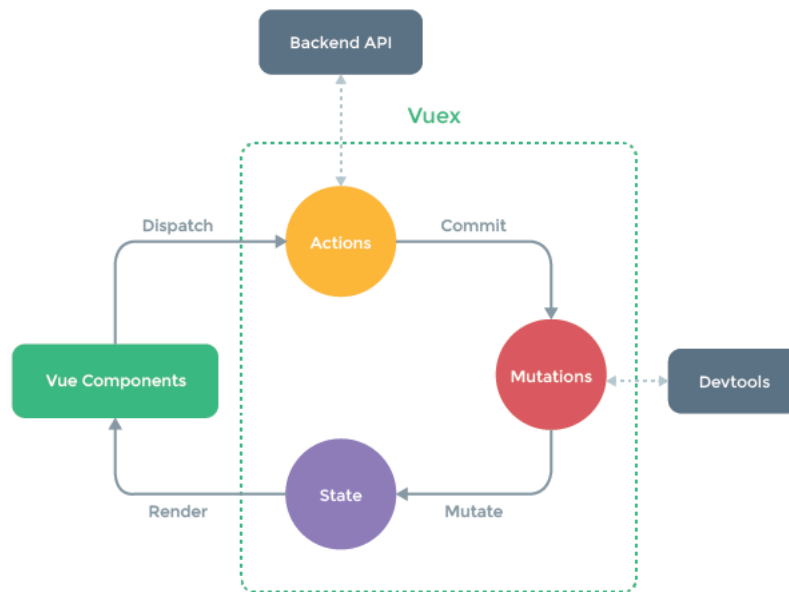 Backend API
Vuex
Dispatch
Actions
Commit
Vue Components
Mutations
Devtools
State
Render
Mutate